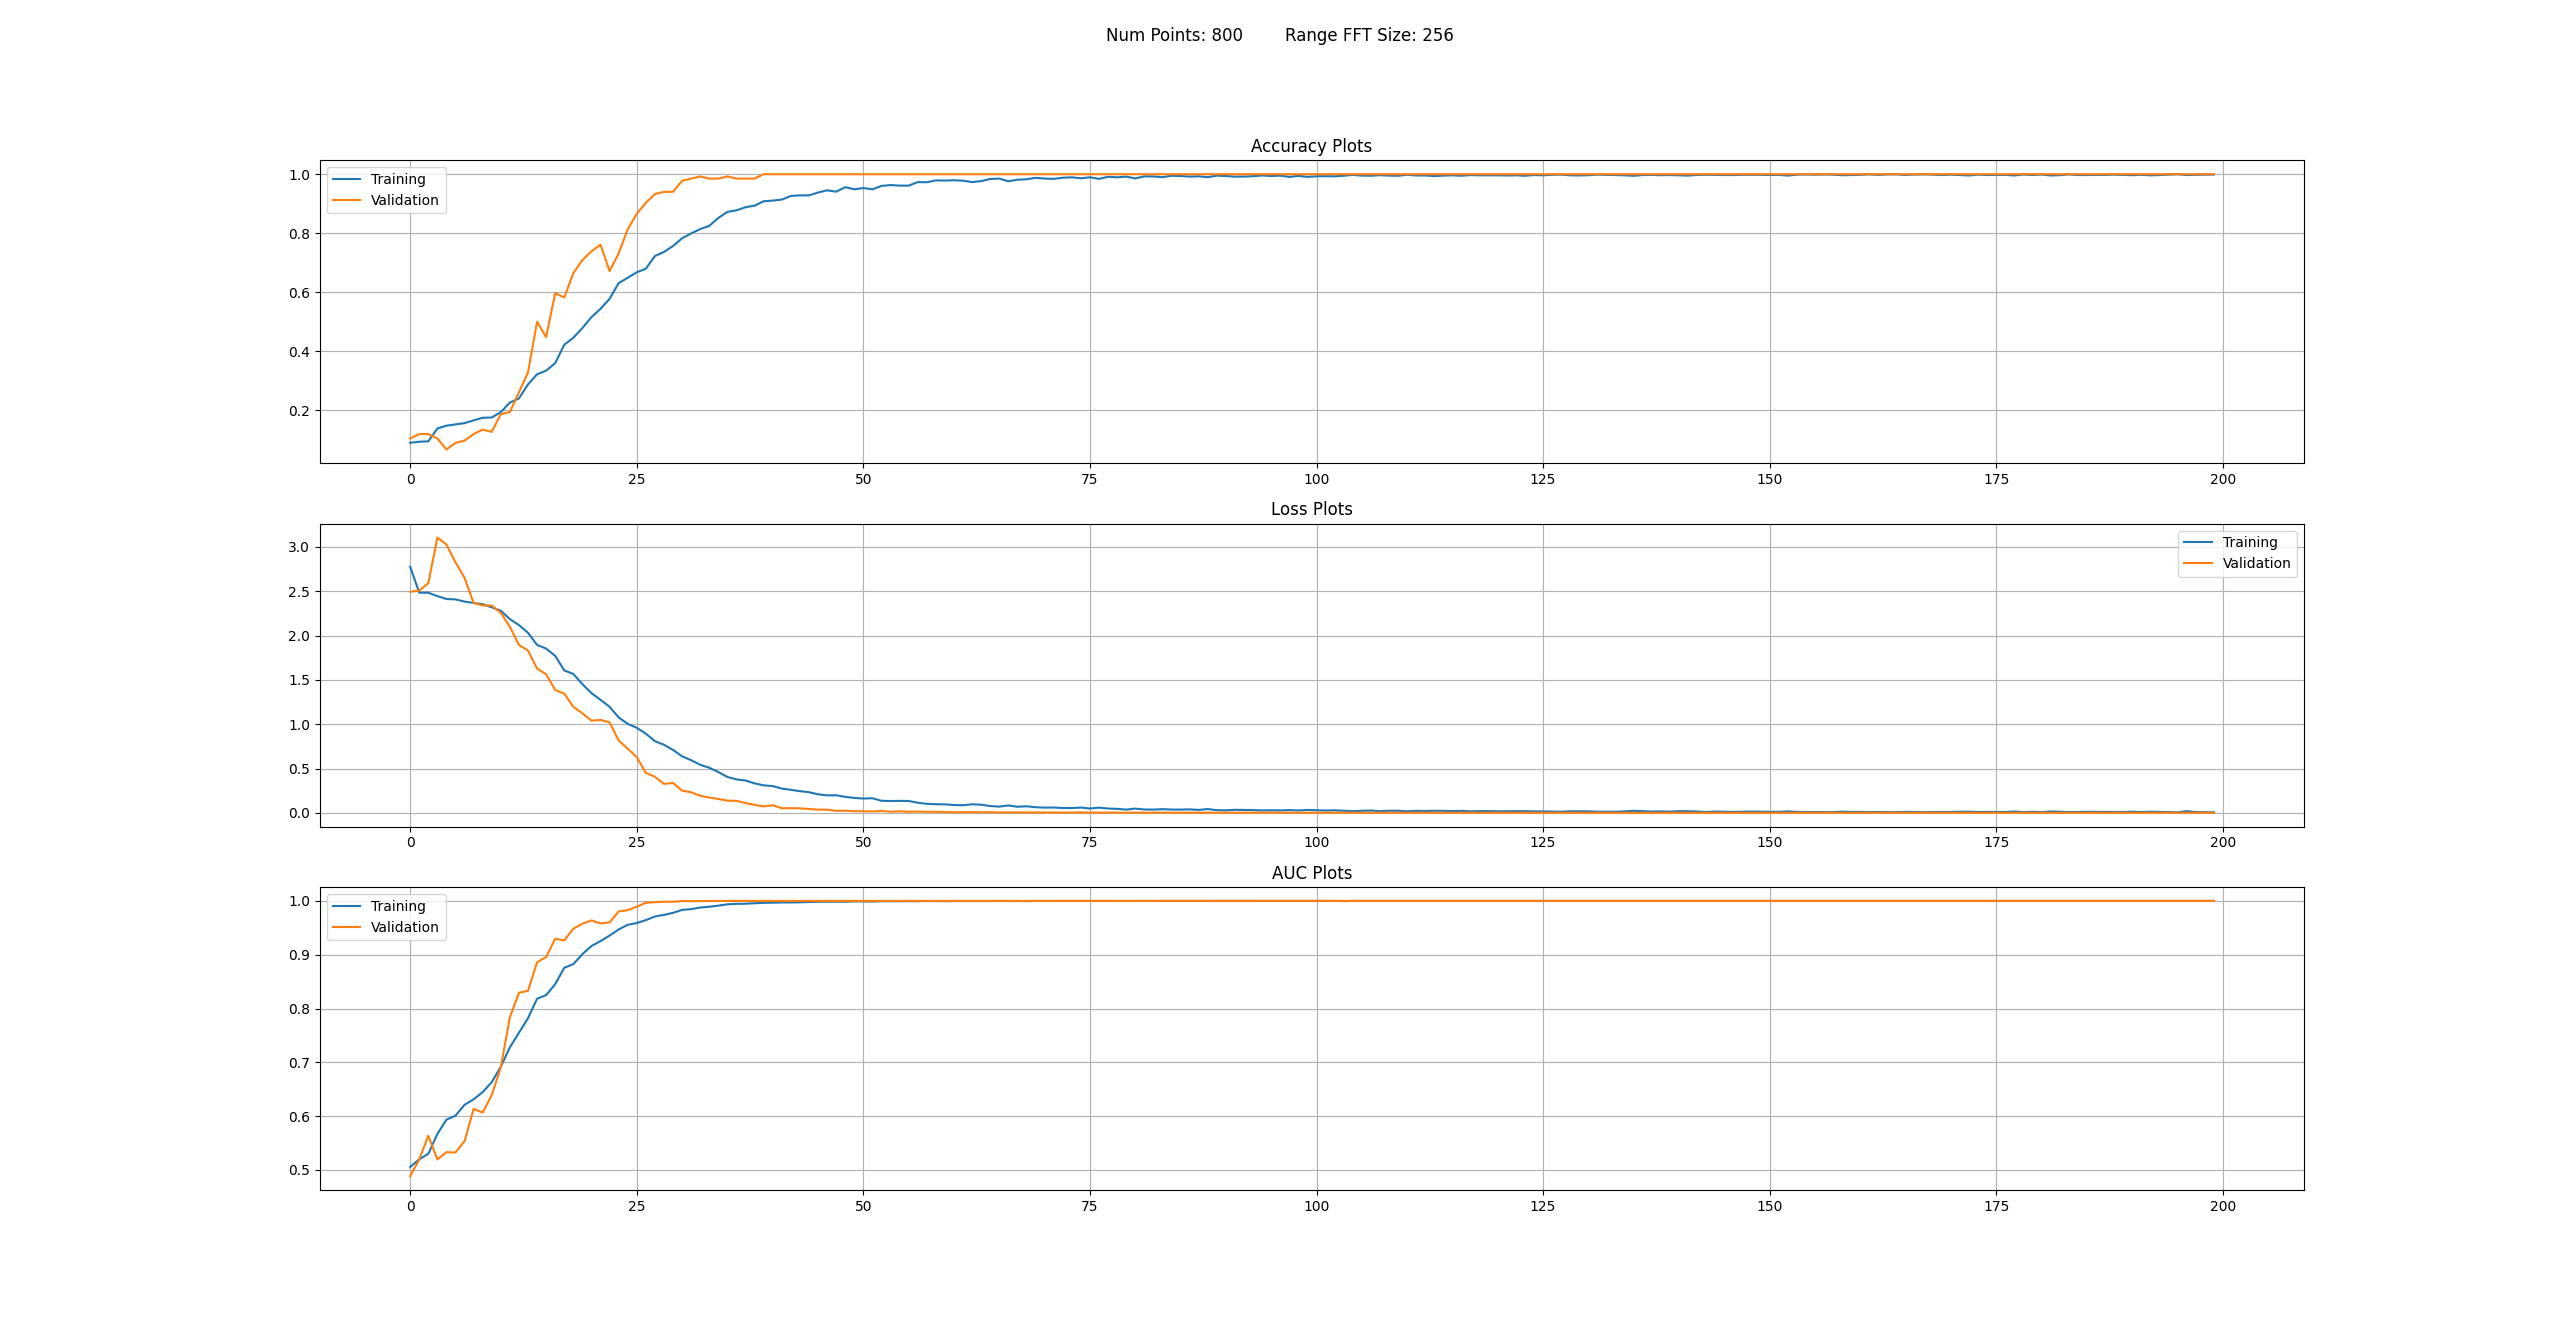 Num Points: 800 Range FFT Size: 256
Accuracy Plots
1.0
0.8
0.6
0.4
0.2
Training
Validation
0 25 50 75 100 125 150 175 200
Loss Plots
3.0
2.5
2.0
1.5
1.0
0.5
0.0
Training
Validation
0 25 50 75 100 125 150 175 200
AUC Plots
1.0
0.9
0.8
0.7
0.6
0.5
Training
Validation
0 25 50 75 100 125 150 175 200